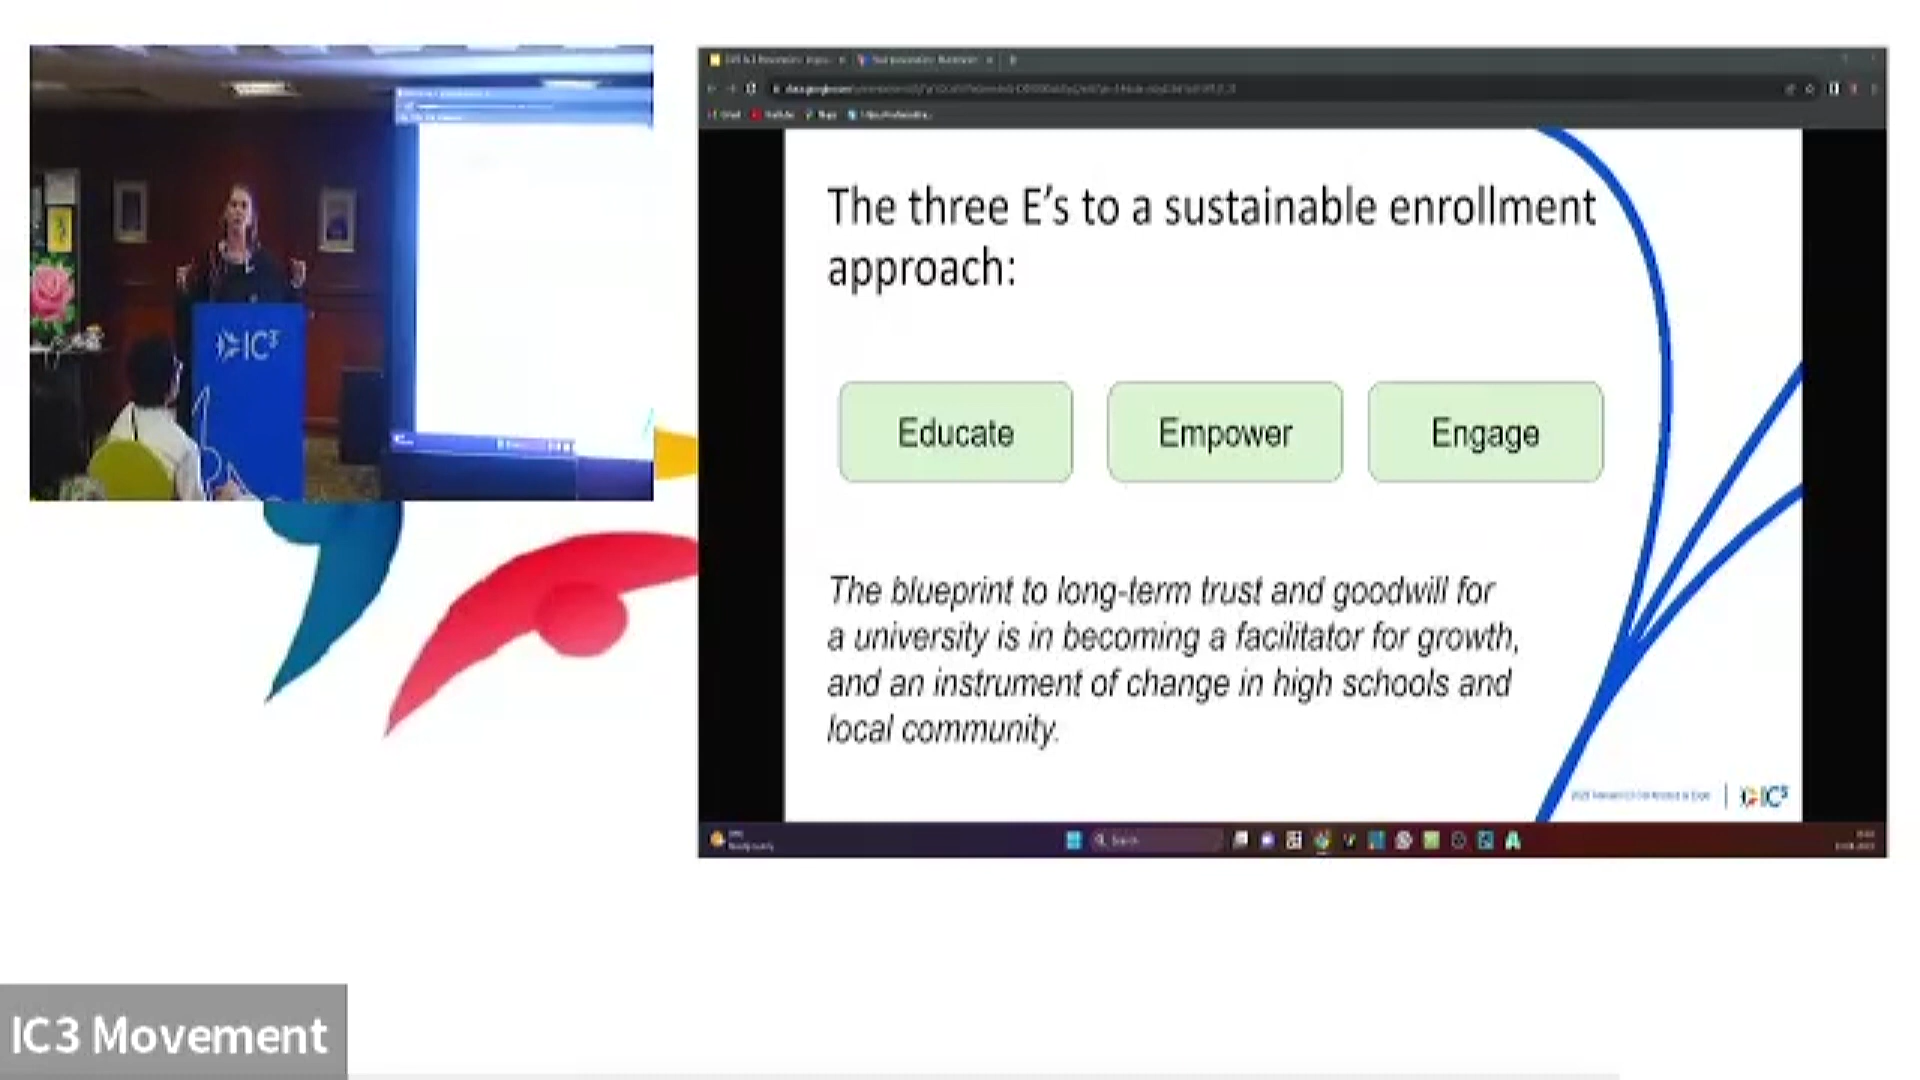 IC³
The three E's to a sustainable enrollment
approach:
Educate
Empower
Engage
The blueprint to long-term trust and goodwill for
a university is in becoming a facilitator for growth,
and an instrument of change in high schools and
local community.
IC³
Search
IC3 Movement